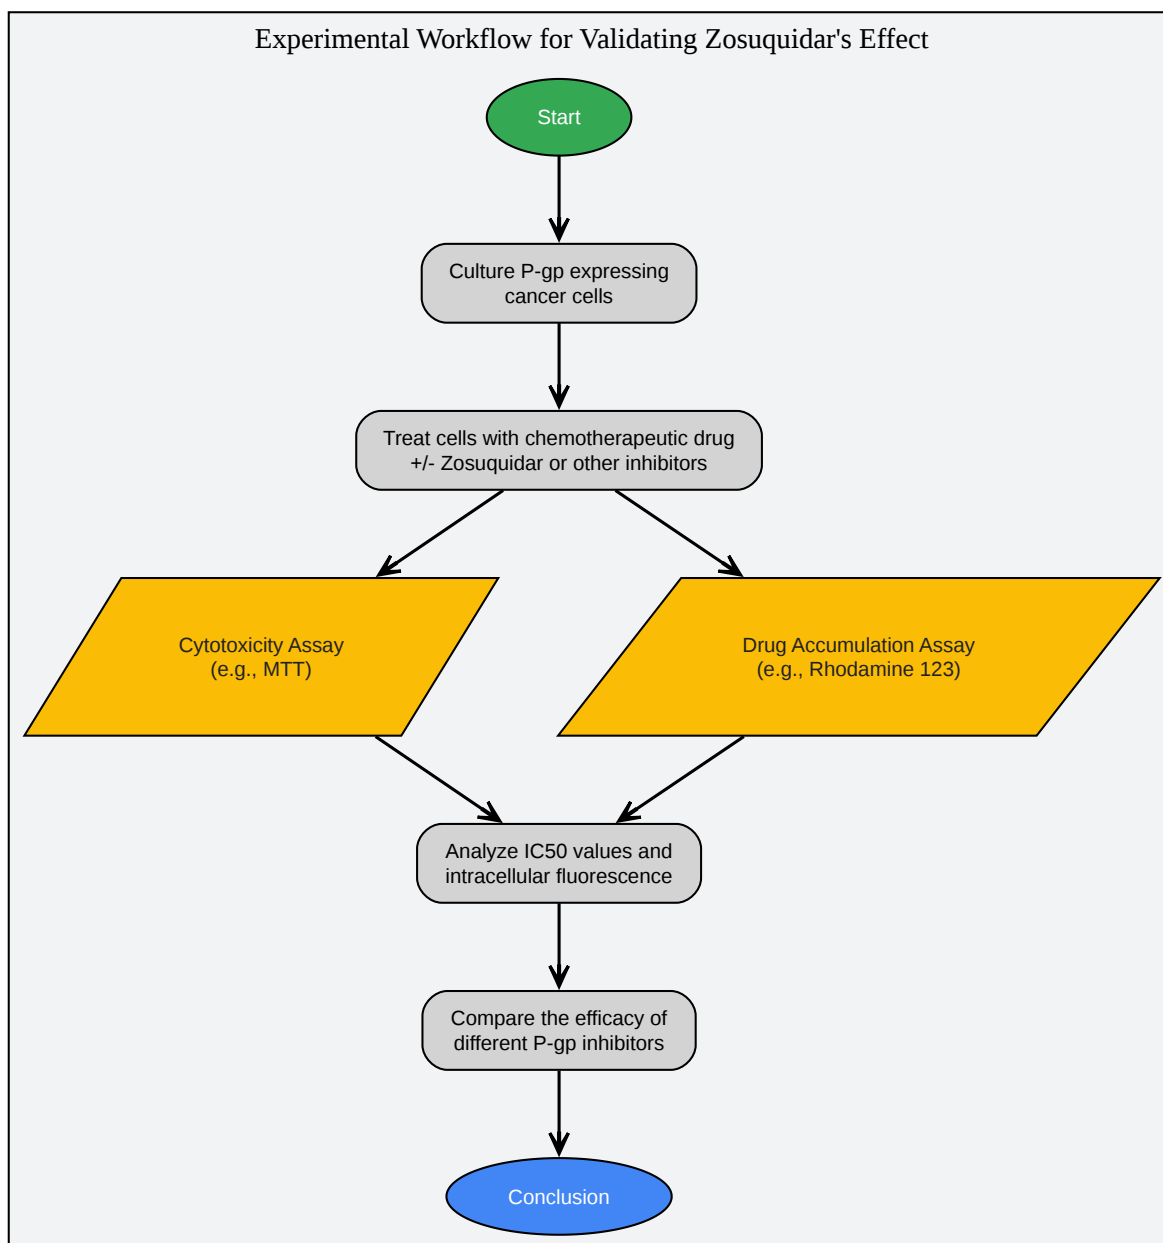 Experimental Workflow for Validating Zosuquidar's Effect
Start
Culture P-gp expressing
cancer cells
Treat cells with chemotherapeutic drug
+/- Zosuquidar or other inhibitors
Cytotoxicity Assay
(e.g., MTT)
Drug Accumulation Assay
(e.g., Rhodamine 123)
Analyze IC50 values and
intracellular fluorescence
Compare the efficacy of
different P-gp inhibitors
Conclusion